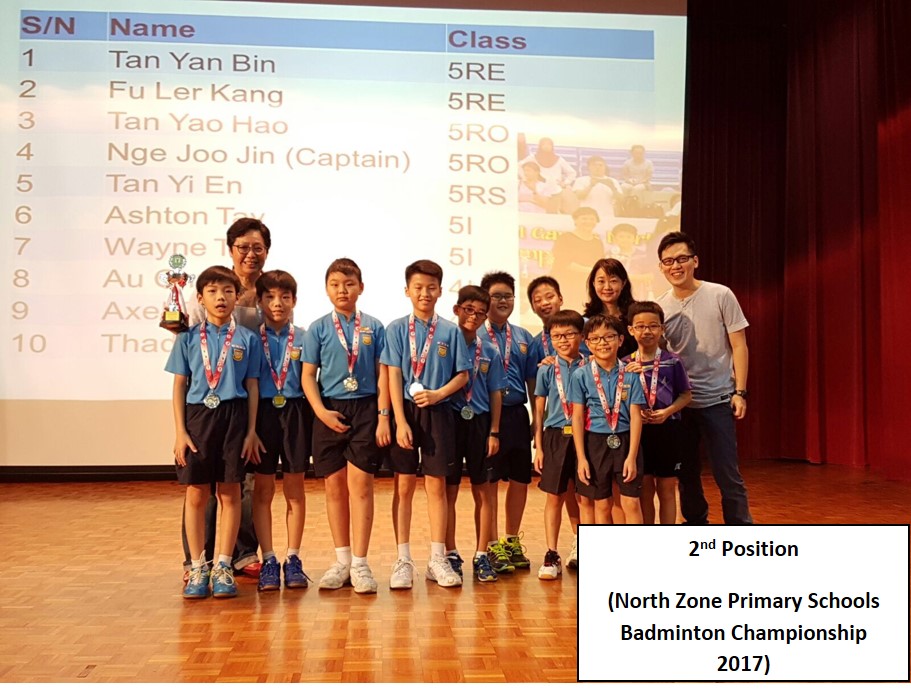 S/N Name Class
1 Tan Yan Bin 5RE
2 Fu Ler Kang 5RE
3 Tan Yao Hao 5RO
4 Nge Joo Jin (Captain) 5RO
5 Tan Yi En 5RS
6 Ashton Tay 5I
7 Wayne 5I
8 Au
9
10
2nd Position
(North Zone Primary Schools
Badminton Championship
2017)